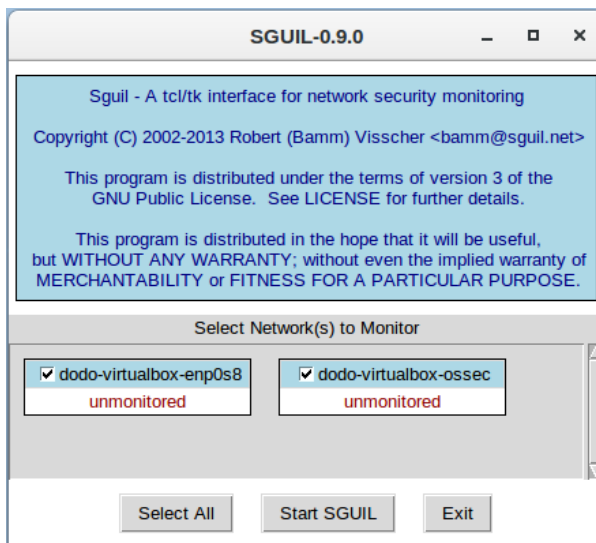 SGUIL-0.9.0
Sguil - A tcl/tk interface for network security monitoring
Copyright (C) 2002-2013 Robert (Bamm) Visscher <bamm@sguil.net>
This program is distributed under the terms of version 3 of the
GNU Public License.  See LICENSE for further details.
This program is distributed in the hope that it will be useful,
but WITHOUT ANY WARRANTY; without even the implied warranty of
MERCHANTABILITY or FITNESS FOR A PARTICULAR PURPOSE.
Select Network(s) to Monitor
dodo-virtualbox-enp0s8
unmonitored
dodo-virtualbox-ossec
unmonitored
Select All
Start SGUIL
Exit